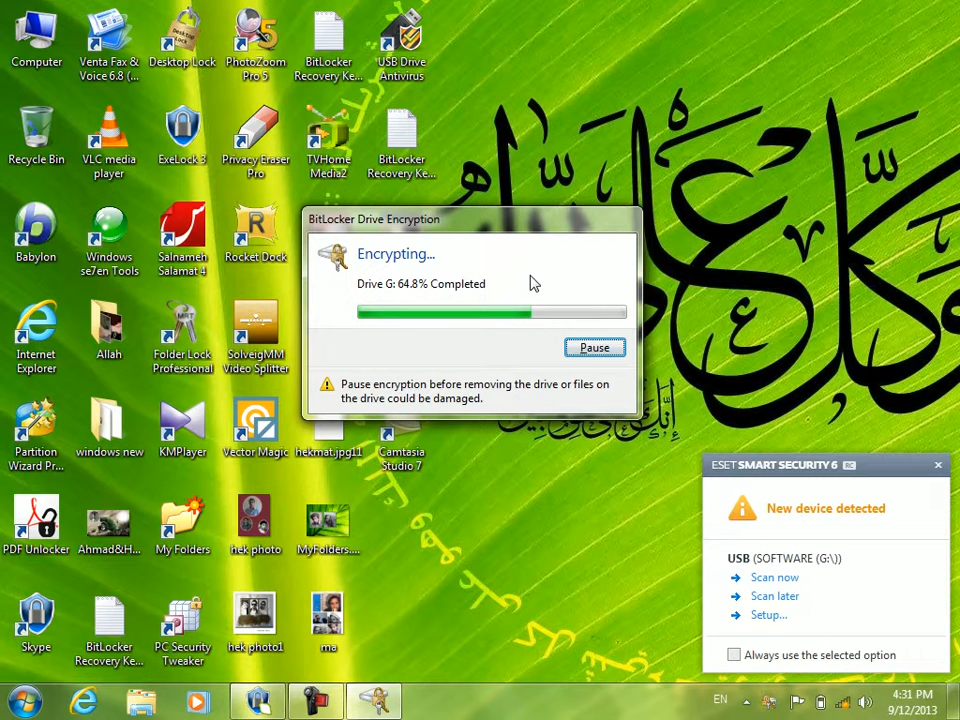 Computer
Venta Fax &
Voice 6.8 (...
Desktop Lock
PhotoZoom
Pro 5
BitLocker
Recovery Ke...
USB Drive
Antivirus
Recycle Bin
VLC media
player
ExeLock 3
Privacy Eraser
Pro
TVHome
Media2
BitLocker
Recovery Ke...
Babylon
Windows
se7en Tools
Salnameh
Salamat 4
Rocket Dock
BitLocker Drive Encryption
Encrypting...
Drive G: 64.8% Completed
Pause
Pause encryption before removing the drive or files on
the drive could be damaged.
Internet
Explorer
Allah
Folder Lock
Professional
SolveigMM
Video Splitter
Partition
Wizard Pr...
windows new
KMPlayer
Vector Magic
hekmat.jpg11
Camtasia
Studio 7
PDF Unlocker
Ahmad&H...
My Folders
hek photo
MyFolders....
Skype
BitLocker
Recovery Ke...
PC Security
Tweaker
hek photo1
ma
ESET SMART SECURITY 6 RC
New device detected
USB (SOFTWARE (G:\))
Scan now
Scan later
Setup...
Always use the selected option
EN
4:31 PM
9/12/2013